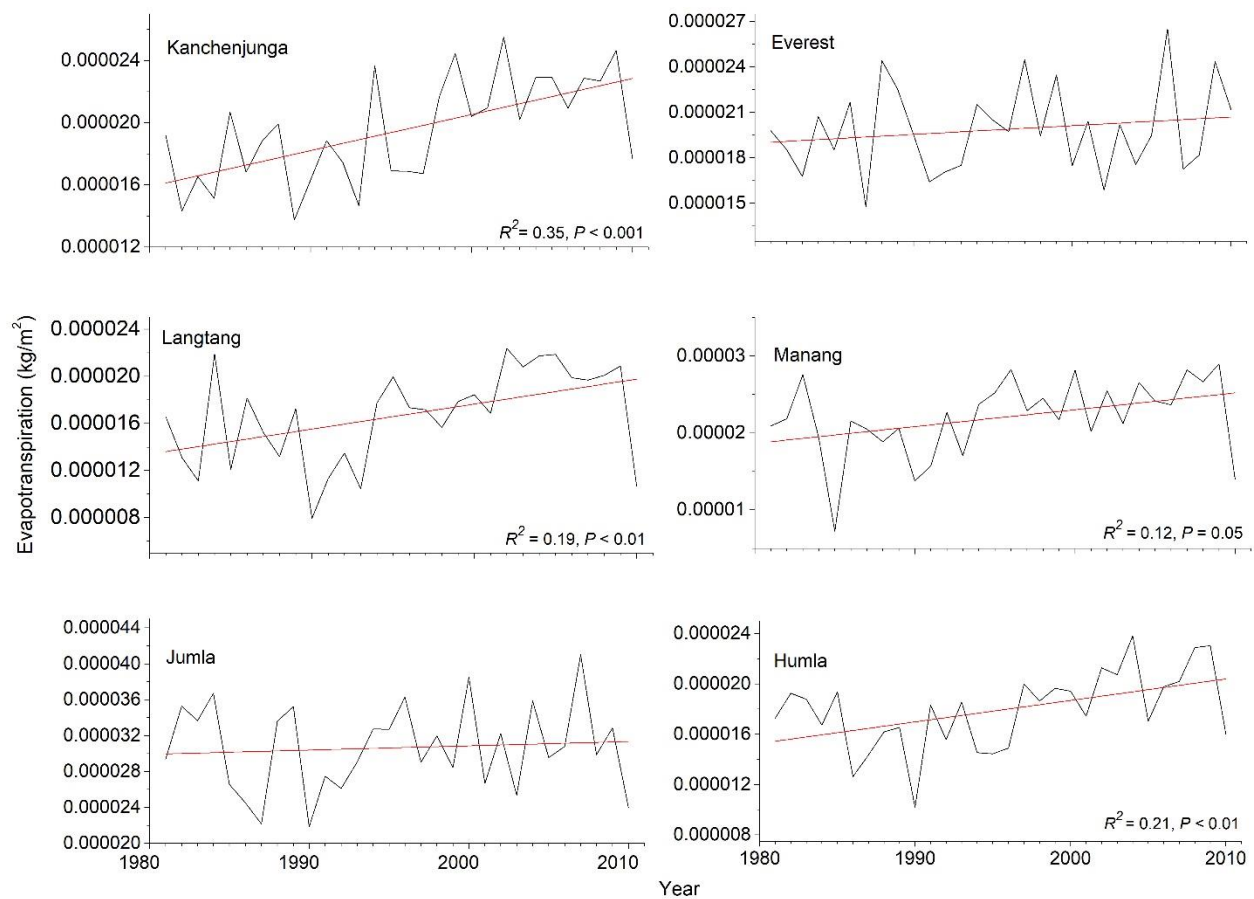 Kanchenjunga
0.000024
0.000020
0.000016
0.000012
R² = 0.35, P < 0.001
Everest
0.000027
0.000024
0.000021
0.000018
0.000015
Evapotranspiration (kg/m²)
Langtang
0.000024
0.000020
0.000016
0.000012
0.000008
R² = 0.19, P < 0.01
Manang
0.00003
0.00002
0.00001
R² = 0.12, P = 0.05
Jumla
0.000044
0.000040
0.000036
0.000032
0.000028
0.000024
0.000020
1980 1990 2000 2010
Humla
0.000024
0.000020
0.000016
0.000012
0.000008
R² = 0.21, P < 0.01
1980 1990 2000 2010
Year